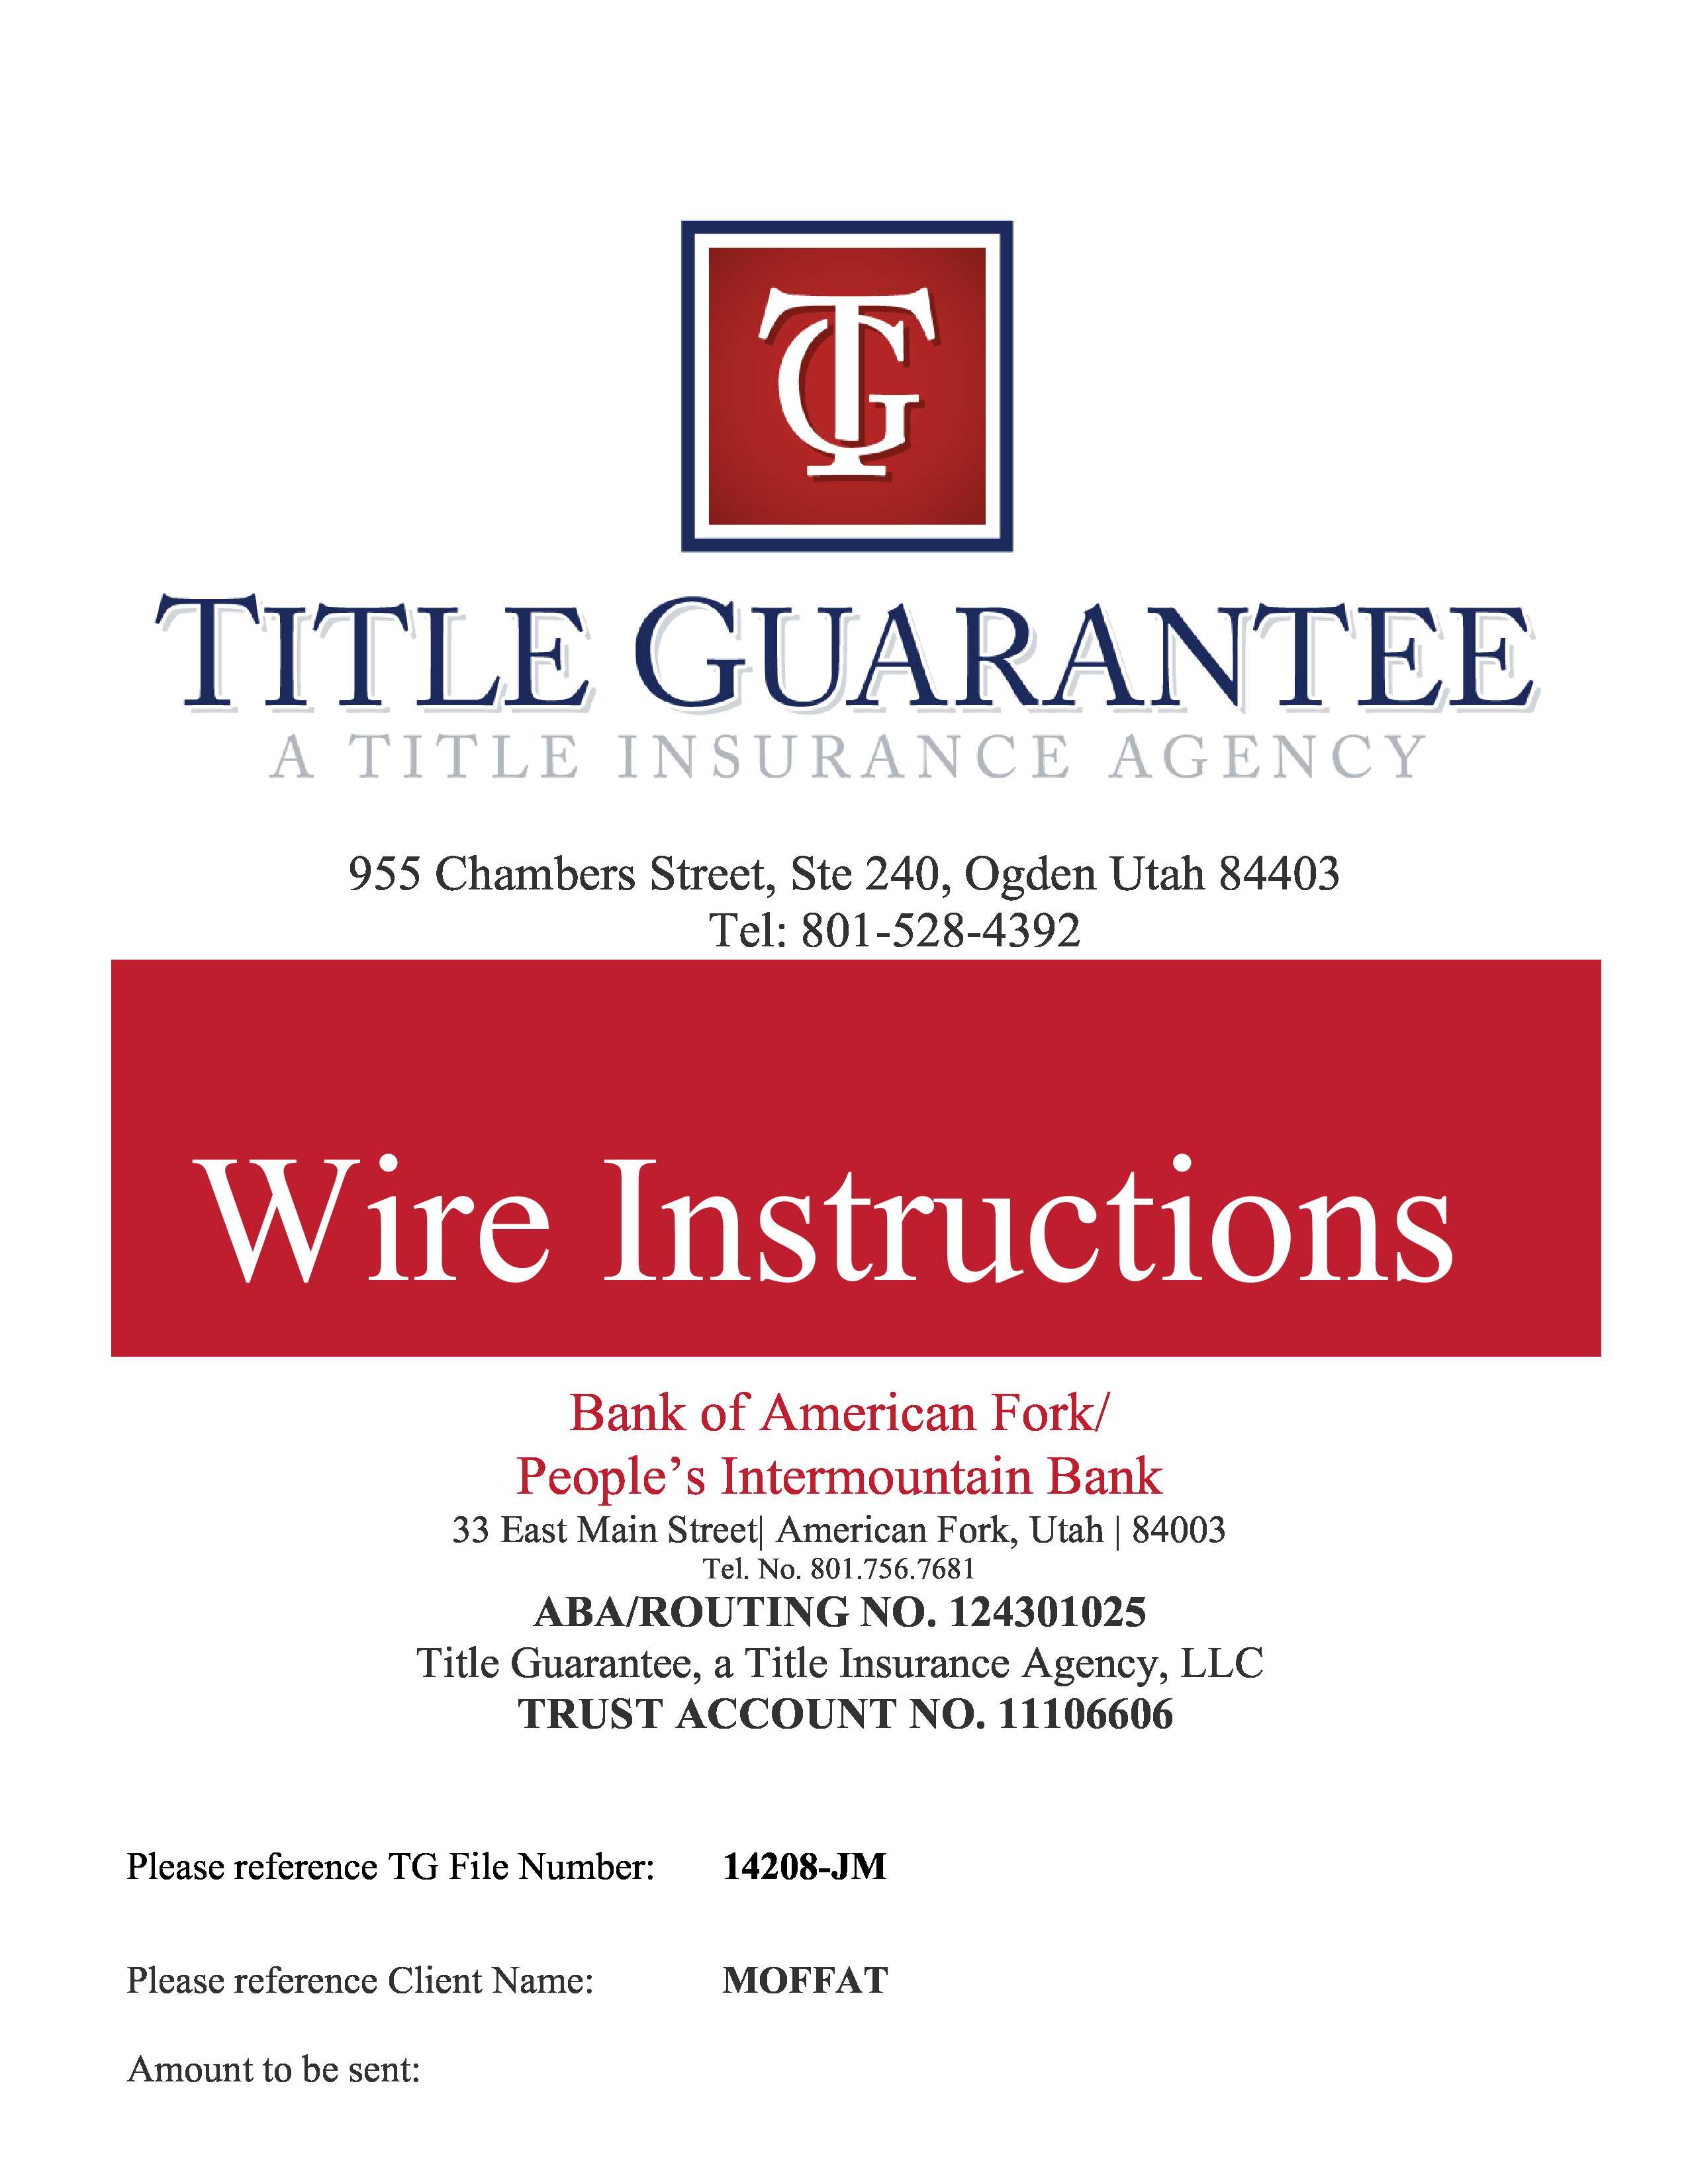 TG
TITLE GUARANTEE
A TITLE INSURANCE AGENCY
955 Chambers Street, Ste 240, Ogden Utah 84403
Tel: 801-528-4392
Wire Instructions
Bank of American Fork/
People’s Intermountain Bank
33 East Main Street| American Fork, Utah | 84003
Tel. No. 801.756.7681
ABA/ROUTING NO. 124301025
Title Guarantee, a Title Insurance Agency, LLC
TRUST ACCOUNT NO. 11106606
Please reference TG File Number: 14208-JM
Please reference Client Name: MOFFAT
Amount to be sent: